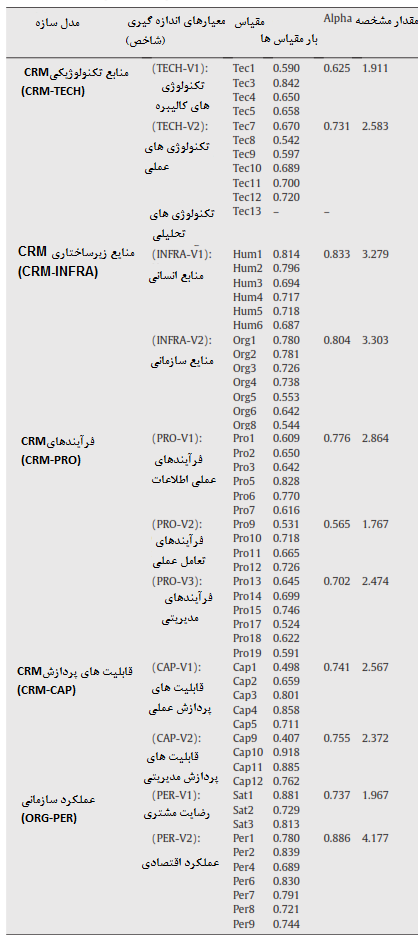 مدل سازه معیارهای اندازه گیری (شاخص) مقیاس بار مقیاس ها Alpha مقدار مشخصه
منابع تکنولوژیکیCRM (TECH-V1): Tec1 0.590 0.625 1.911
(CRM-TECH) تکنولوژی Tec3 0.842
های کالیبره Tec4 0.650
Tec5 0.658
(TECH-V2): Tec7 0.670 0.731 2.583
تکنولوژی های Tec8 0.542
عملی Tec9 0.597
Tec10 0.689
Tec11 0.700
Tec12 0.720
تکنولوژی های Tec13 – –
تحلیلی
منابع زیرساختاری CRM (INFRA-V1): Hum1 0.814 0.833 3.279
(CRM-INFRA) منابع انسانی Hum2 0.796
Hum3 0.694
Hum4 0.717
Hum5 0.718
Hum6 0.687
(INFRA-V2): Org1 0.780 0.804 3.303
منابع سازمانی Org2 0.781
Org3 0.726
Org4 0.738
Org5 0.553
Org6 0.642
Org8 0.544
فرآیندهایCRM (PRO-V1): Pro1 0.609 0.776 2.864
(CRM-PRO) فرآیندهای Pro2 0.650
عملی اطلاعات Pro3 0.642
Pro5 0.828
Pro6 0.770
Pro7 0.616
(PRO-V2): Pro9 0.531 0.565 1.767
فرآیندهای Pro10 0.718
تعامل عملی Pro11 0.665
Pro12 0.726
(PRO-V3): Pro13 0.645 0.702 2.474
فرآیندهای Pro14 0.699
مدیریتی Pro15 0.746
Pro17 0.524
Pro18 0.622
Pro19 0.591
قابلیت های پردازشCRM (CAP-V1): Cap1 0.498 0.741 2.567
(CRM-CAP) قابلیت های Cap2 0.659
پردازش عملی Cap3 0.801
Cap4 0.858
Cap5 0.711
(CAP-V2): Cap9 0.407 0.755 2.372
قابلیت های Cap10 0.918
پردازش مدیریتی Cap11 0.885
Cap12 0.762
عملکرد سازمانی (PER-V1): Sat1 0.881 0.737 1.967
(ORG-PER) رضایت مشتری Sat2 0.729
Sat3 0.813
(PER-V2): Per1 0.780 0.886 4.177
عملکرد اقتصادی Per2 0.839
Per4 0.689
Per6 0.830
Per7 0.791
Per8 0.721
Per9 0.744